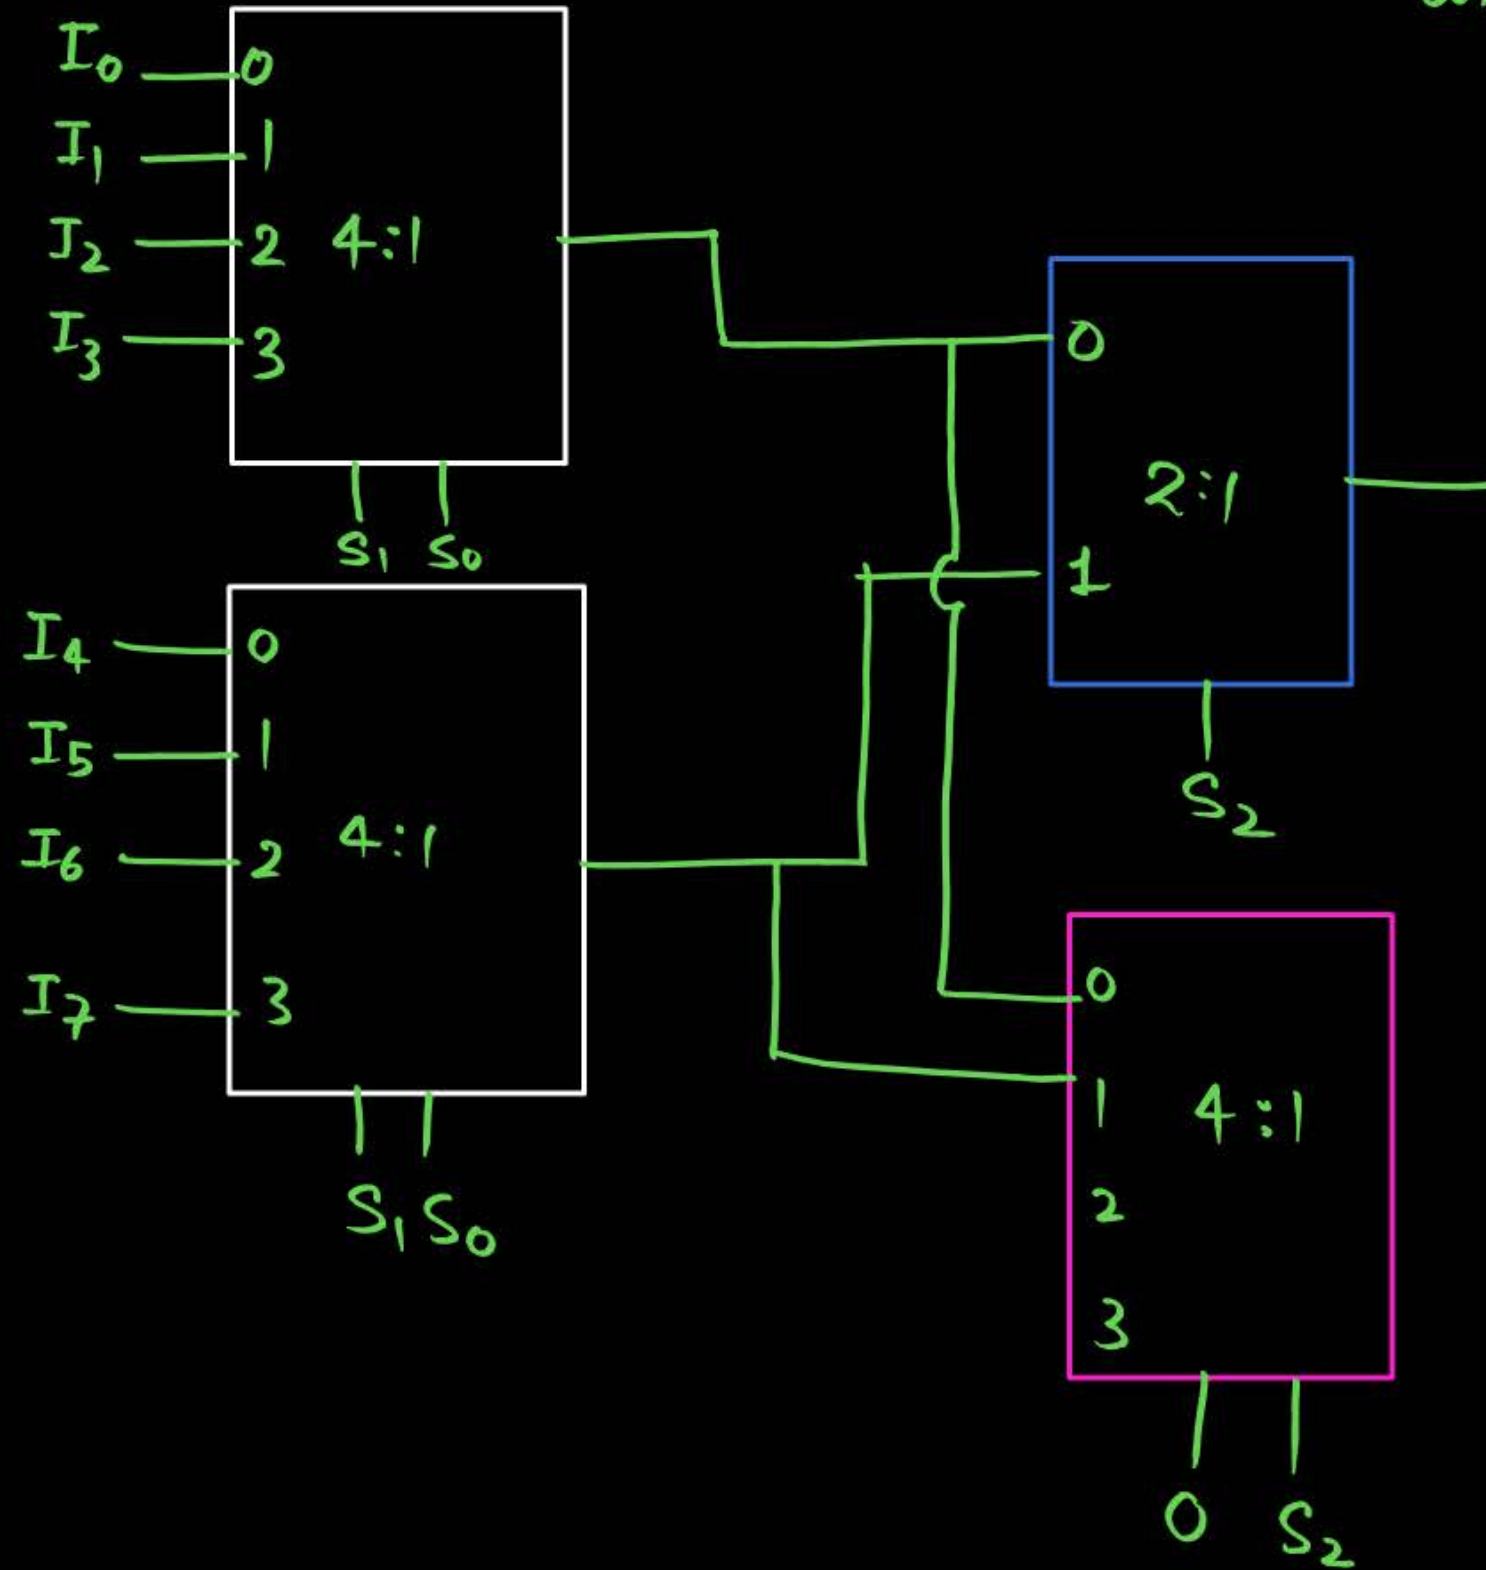 I₀ 0
I₁ 1
I₂ 2 4:1
I₃ 3
S₁ S₀
0
2:1
1
S₂
I₄ 0
I₅ 1
I₆ 2 4:1
I₇ 3
S₁ S₀
0
1 4:1
2
3
0 S₂